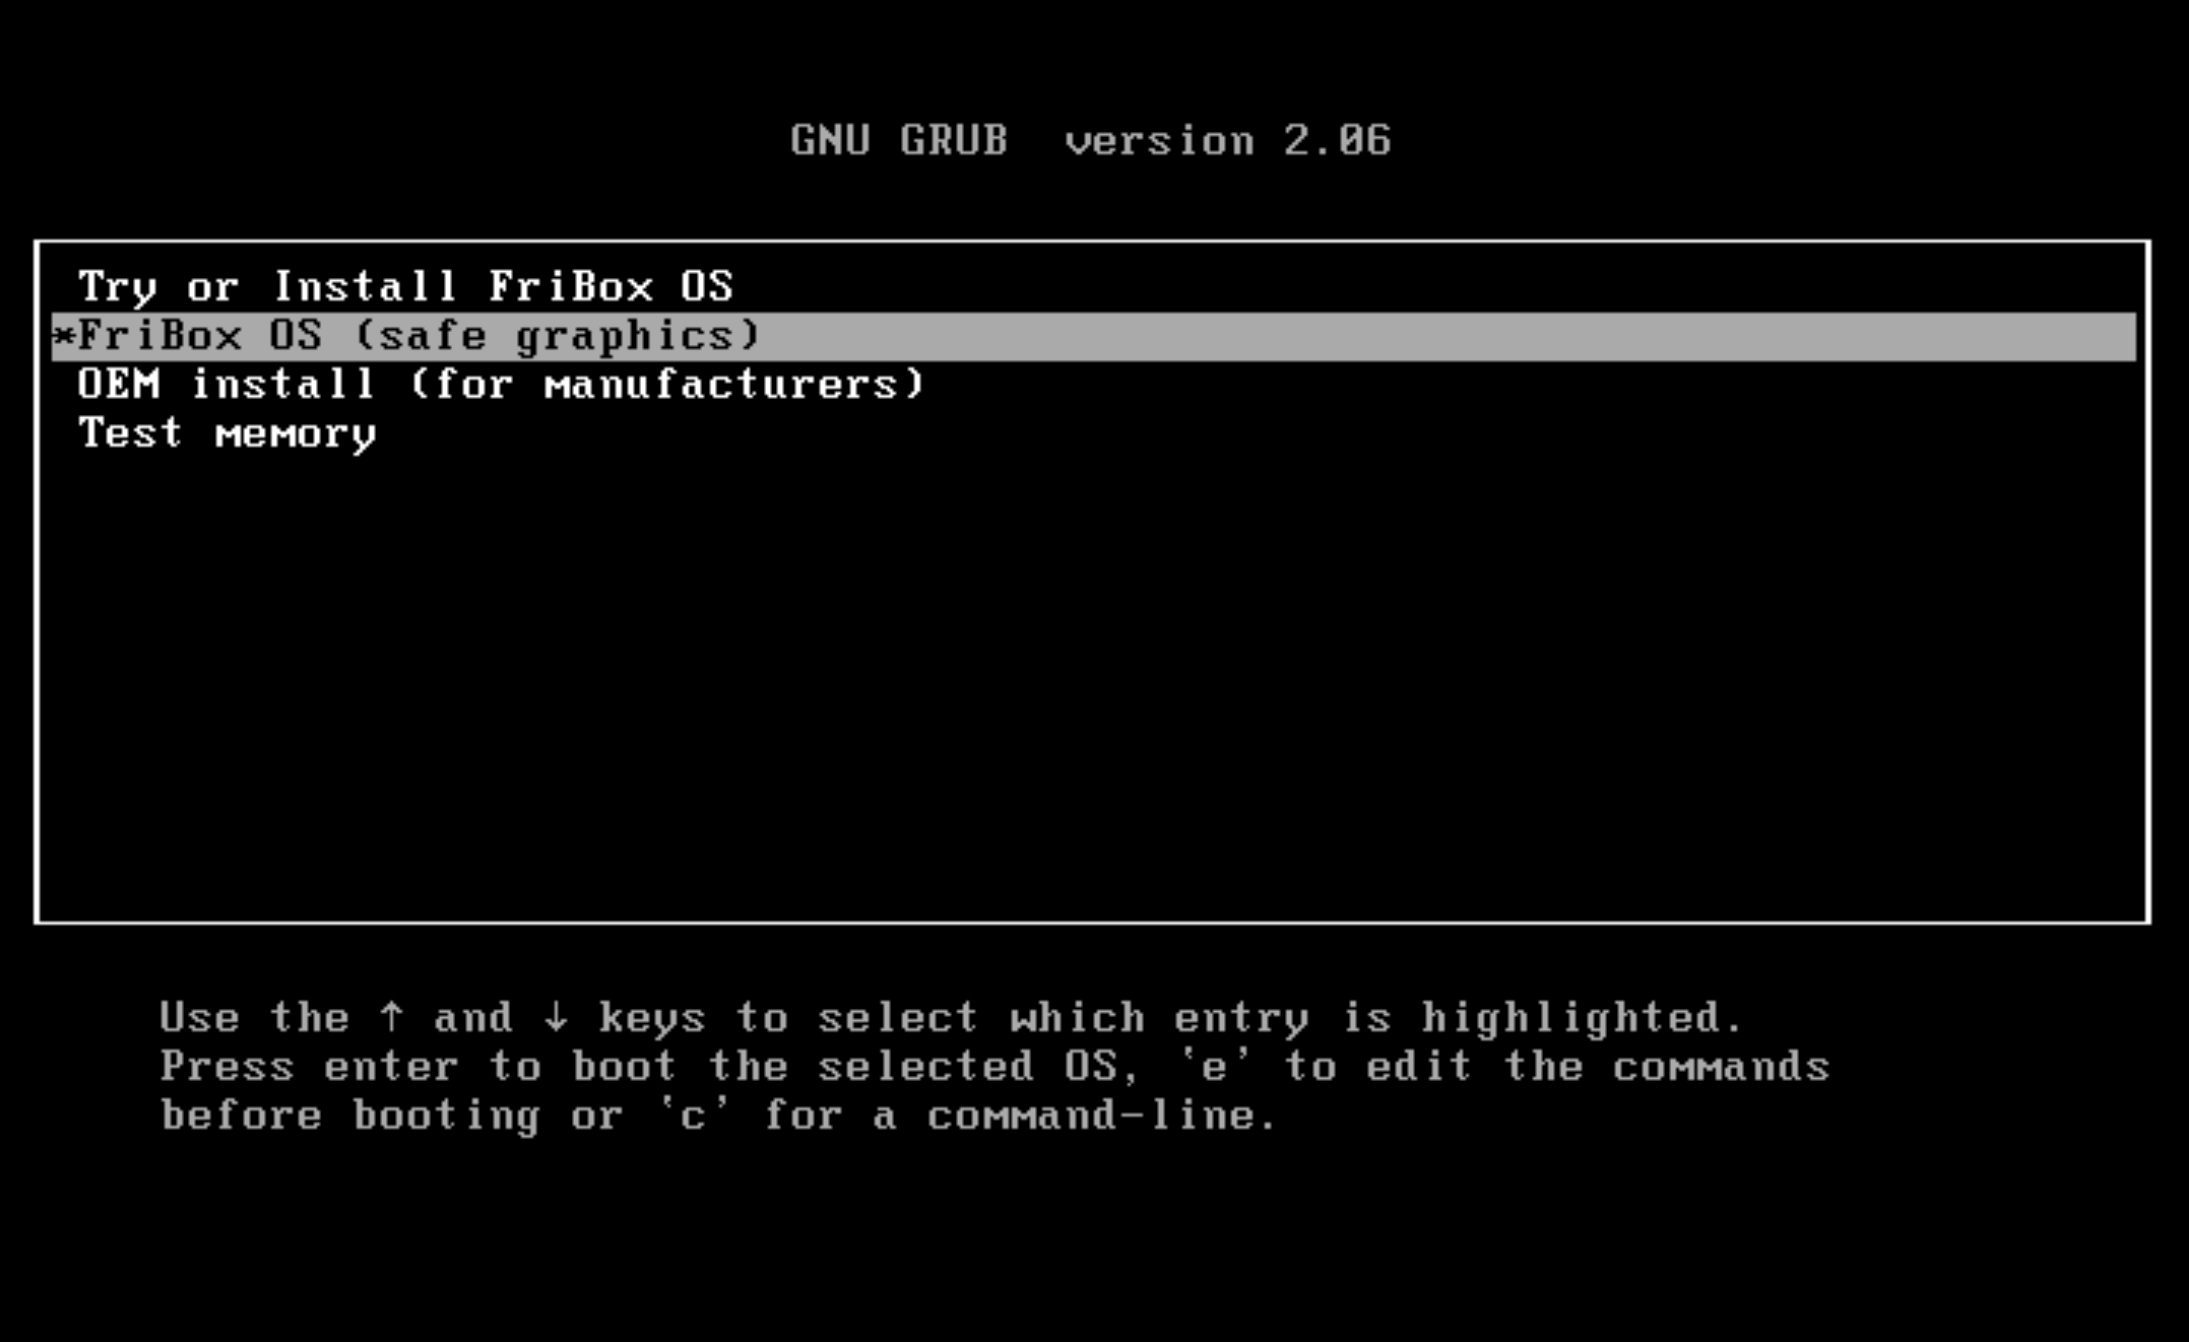 GNU GRUB  version 2.06
Try or Install FriBox OS
*FriBox OS (safe graphics)
OEM install (for manufacturers)
Test memory
Use the ↑ and ↓ keys to select which entry is highlighted.
Press enter to boot the selected OS, `e' to edit the commands
before booting or `c' for a command-line.